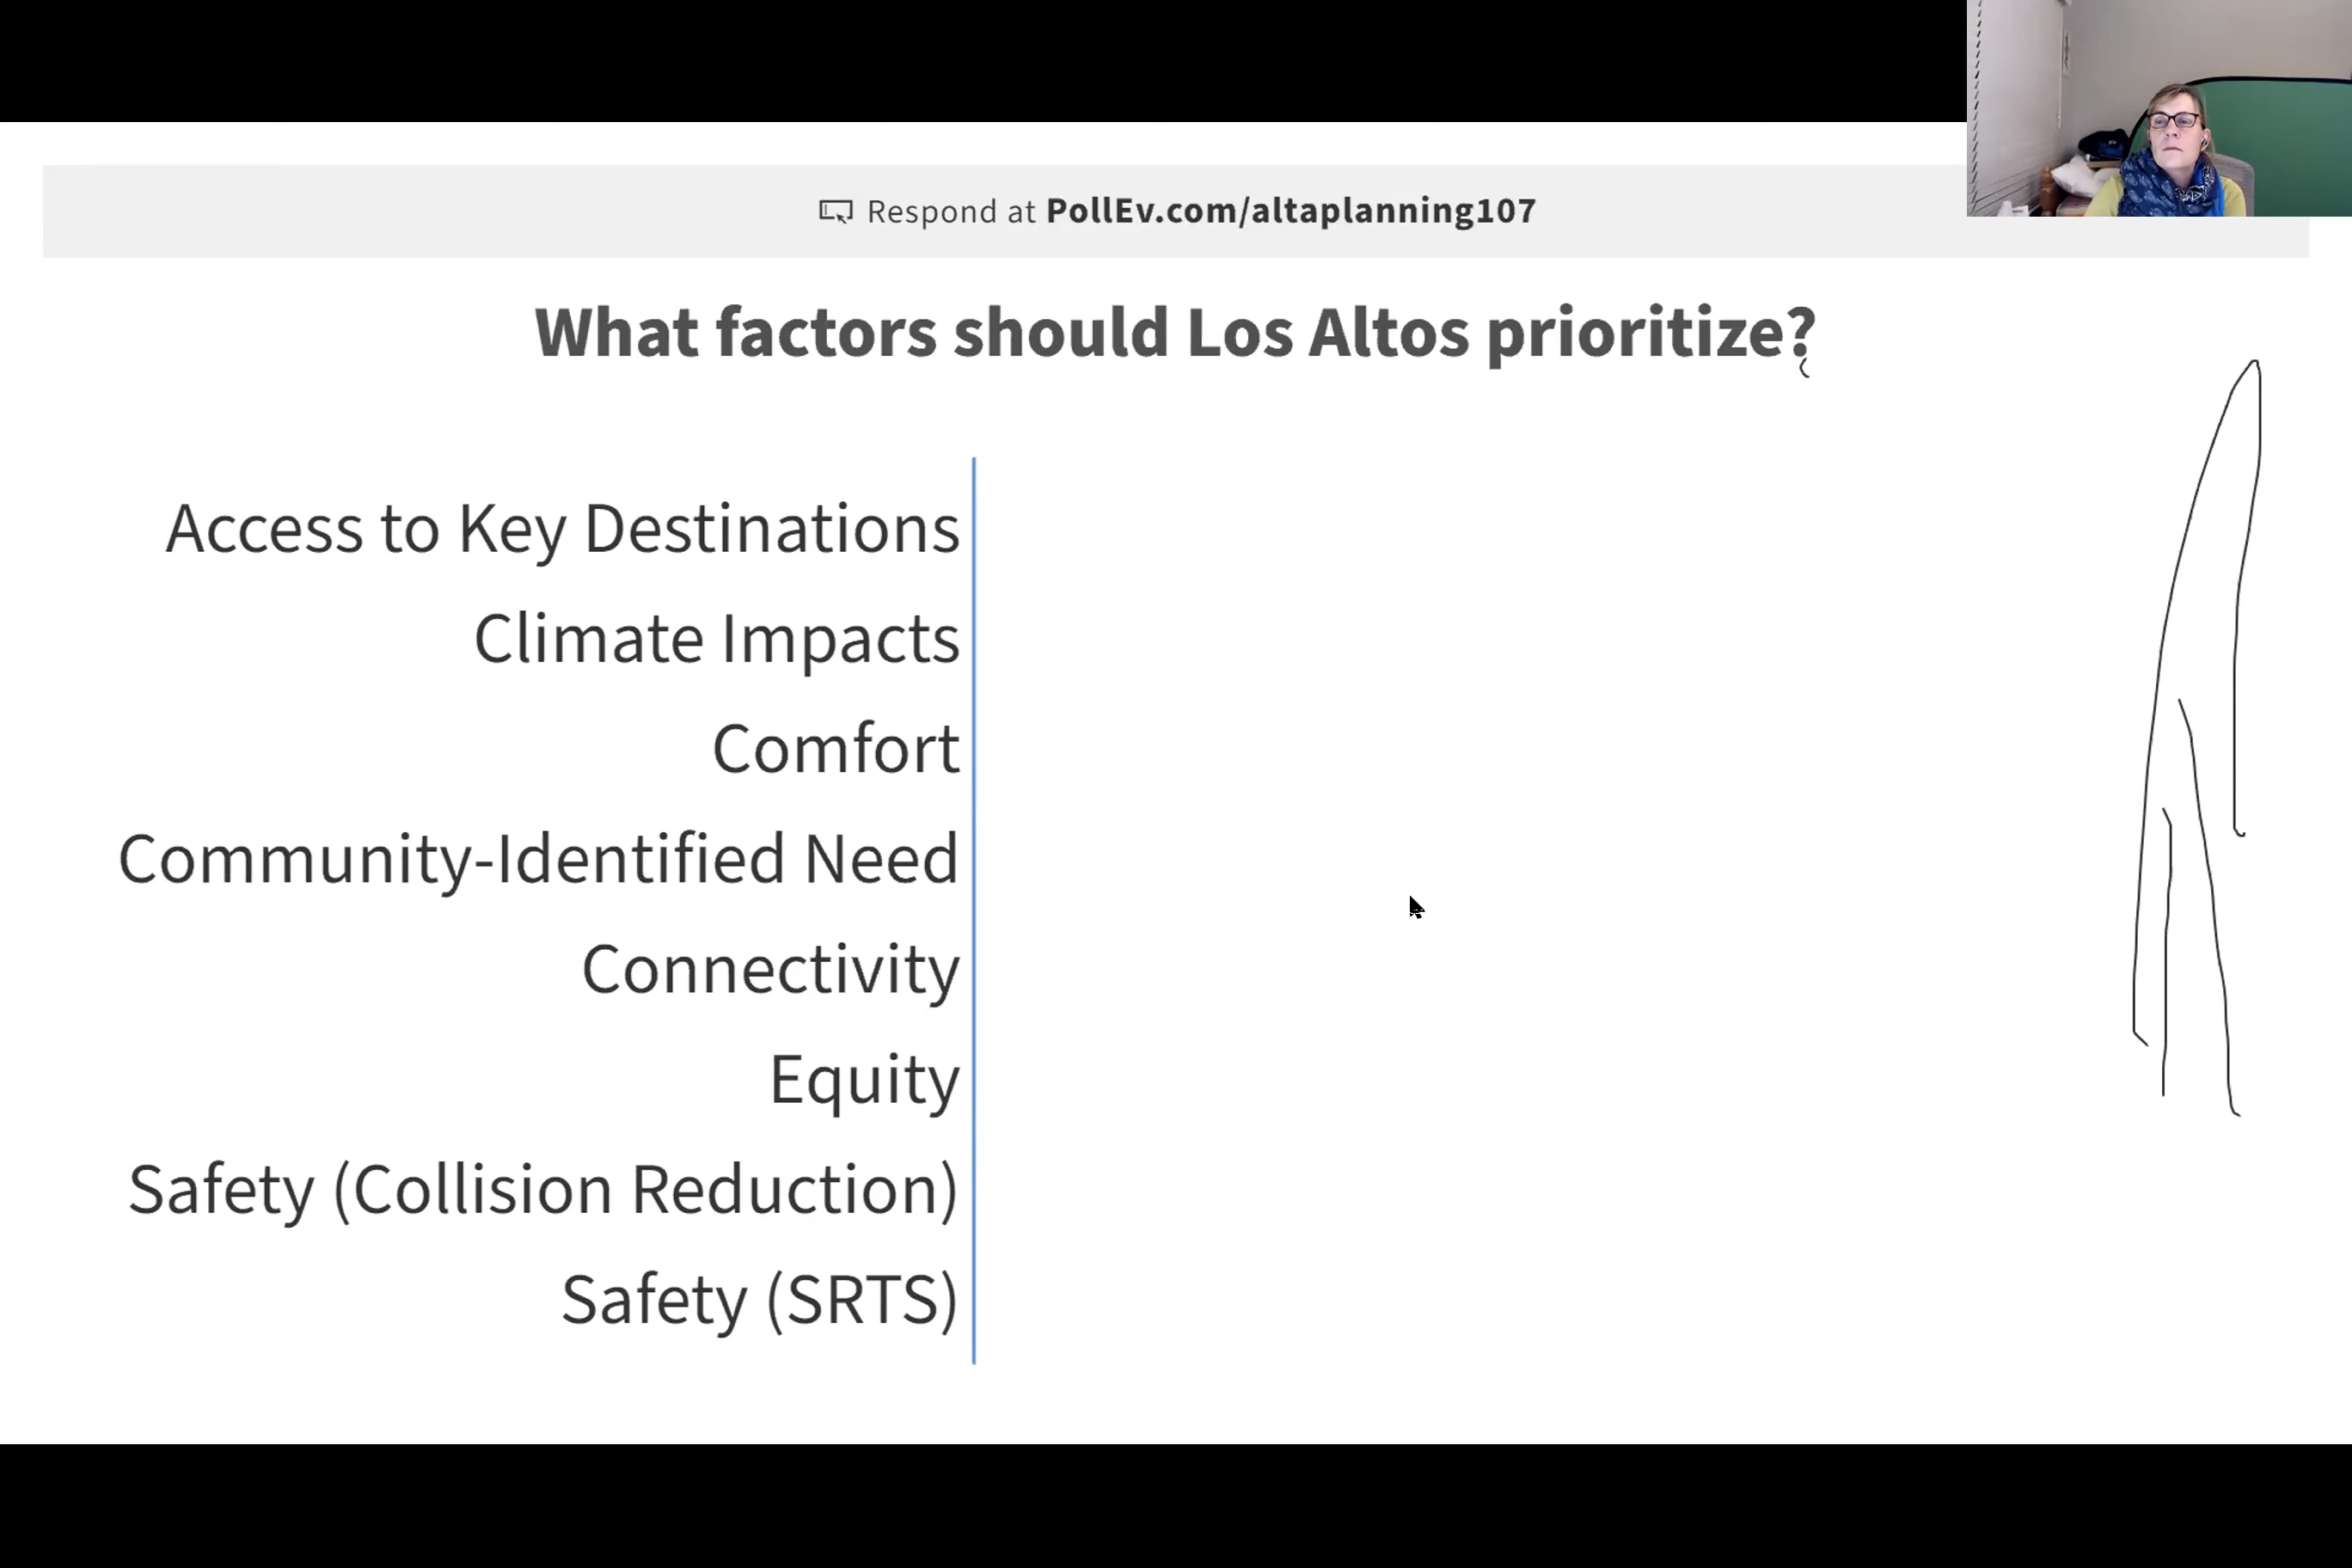 Respond at PollEv.com/altaplanning107
What factors should Los Altos prioritize?
Access to Key Destinations
Climate Impacts
Comfort
Community-Identified Need
Connectivity
Equity
Safety (Collision Reduction)
Safety (SRTS)